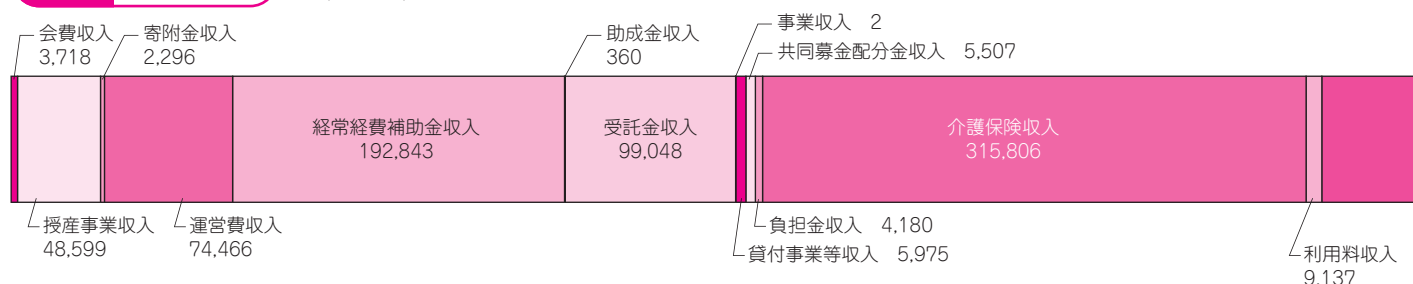 会費収入
3,718
寄附金収入
2,296
助成金収入
360
事業収入 2
共同募金配分金収入 5,507
経常経費補助金収入
192,843
受託金収入
99,048
介護保険収入
315,806
授産事業収入
48,599
運営費収入
74,466
負担金収入 4,180
貸付事業等収入 5,975
利用料収入
9,137